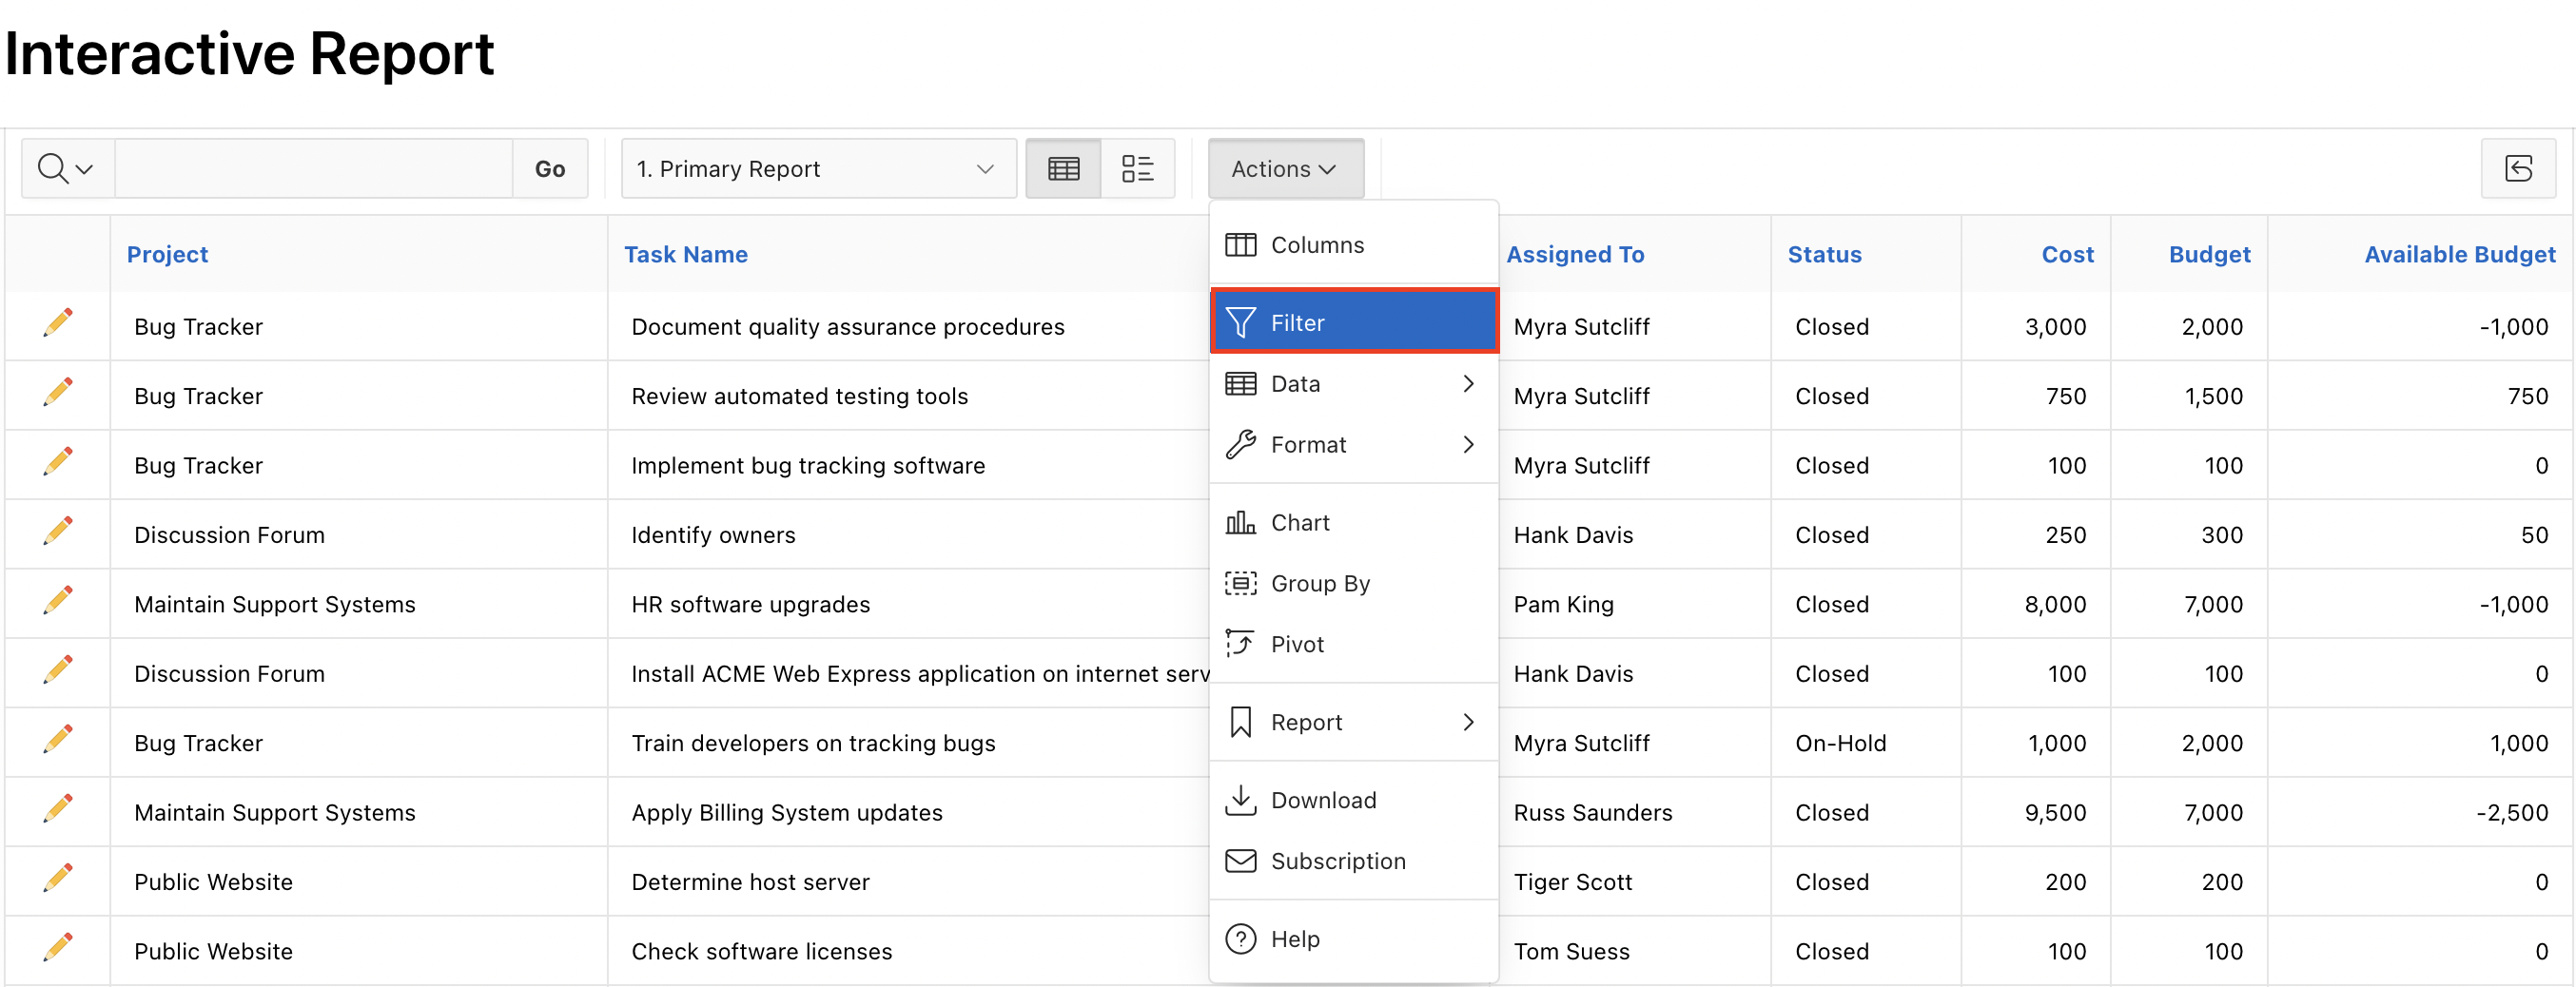 Interactive Report
Go
1. Primary Report
Actions
Project Task Name Assigned To Status Cost Budget Available Budget
Bug Tracker Document quality assurance procedures Myra Sutcliff Closed 3,000 2,000 -1,000
Bug Tracker Review automated testing tools Myra Sutcliff Closed 750 1,500 750
Bug Tracker Implement bug tracking software Myra Sutcliff Closed 100 100 0
Discussion Forum Identify owners Hank Davis Closed 250 300 50
Maintain Support Systems HR software upgrades Pam King Closed 8,000 7,000 -1,000
Discussion Forum Install ACME Web Express application on internet serv Hank Davis Closed 100 100 0
Bug Tracker Train developers on tracking bugs Myra Sutcliff On-Hold 1,000 2,000 1,000
Maintain Support Systems Apply Billing System updates Russ Saunders Closed 9,500 7,000 -2,500
Public Website Determine host server Tiger Scott Closed 200 200 0
Public Website Check software licenses Tom Suess Closed 100 100 0
Columns
Filter
Data
Format
Chart
Group By
Pivot
Report
Download
Subscription
Help